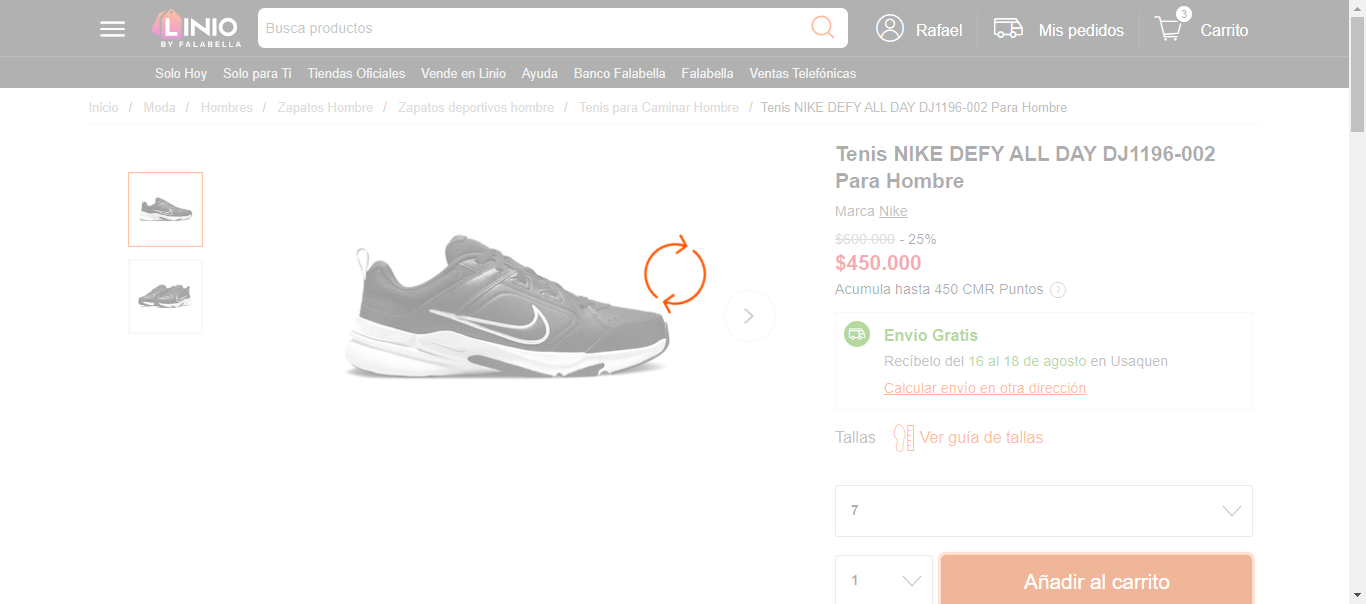 LINIO
BY FALABELLA
Busca productos
Rafael
Mis pedidos
3
Carrito
Solo Hoy
Solo para Ti
Tiendas Oficiales
Vende en Linio
Ayuda
Banco Falabella
Falabella
Ventas Telefónicas
Inicio / Moda / Hombres / Zapatos Hombre / Zapatos deportivos hombre / Tenis para Caminar Hombre / Tenis NIKE DEFY ALL DAY DJ1196-002 Para Hombre
Tenis NIKE DEFY ALL DAY DJ1196-002
Para Hombre
Marca Nike
$600.000 - 25%
$450.000
Acumula hasta 450 CMR Puntos ?
Envío Gratis
Recíbelo del 16 al 18 de agosto en Usaquen
Calcular envío en otra dirección
Tallas
Ver guía de tallas
7
1
Añadir al carrito